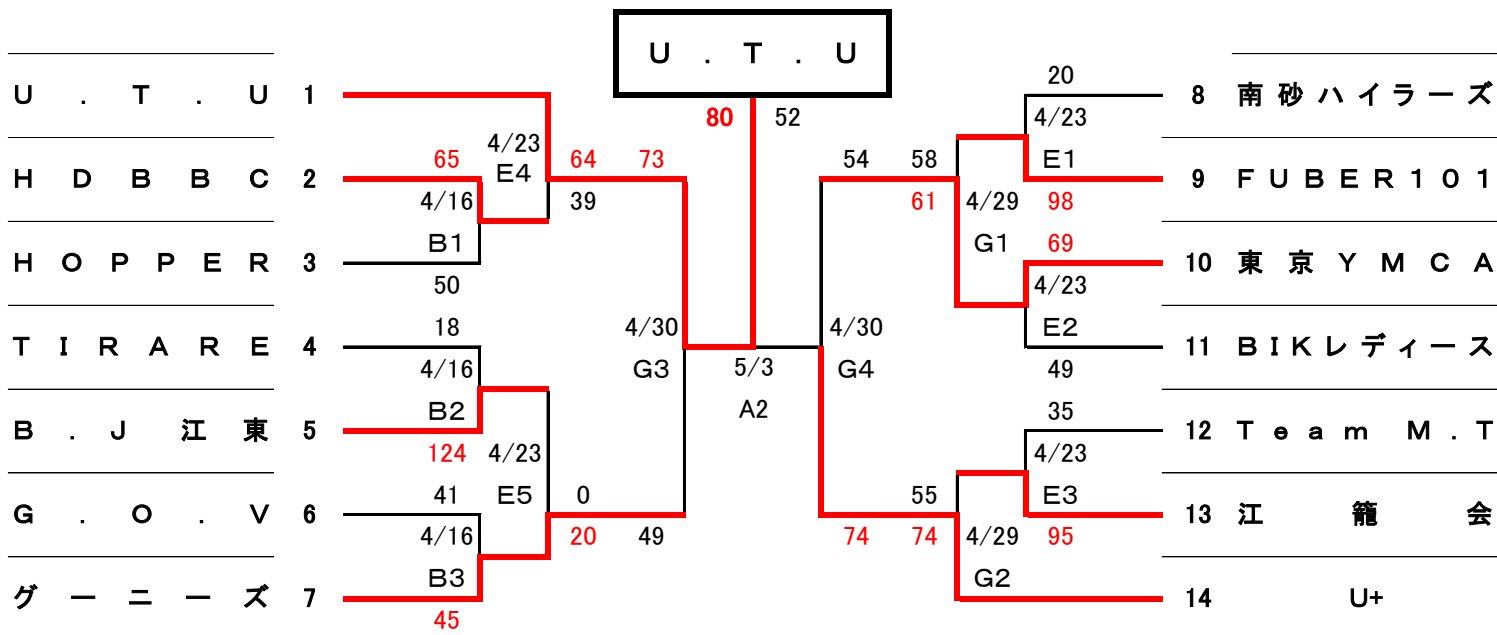 U . T . U
U . T . U 1
80 52
20
8 南砂ハイラーズ
4/23
4/23
E4
65
64 73
54 58
E1
HDBBC 2
9 FUBER101
4/16
39
61
4/29
98
B1
G1
69
HOPPER 3
10 東京YMCA
50
4/23
18
4/30
4/30
E2
TIRARE 4
11 BIKレディース
4/16
G3
5/3
G4
49
B2
A2
35
B.J江東 5
12 Team M.T
124
4/23
4/23
41
E5
0
55
E3
G.O.V 6
13 江籠会
4/16
20 49
74 74
4/29
95
B3
G2
グーニーズ 7
14 U+
45